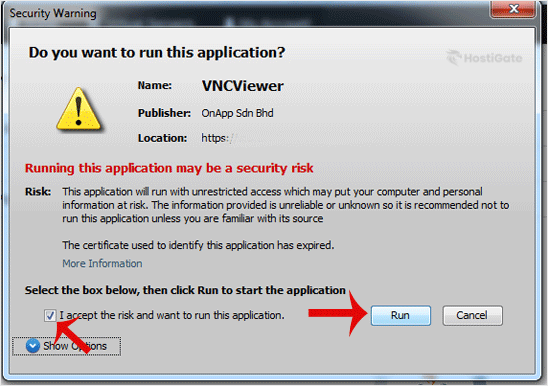 Security Warning
Do you want to run this application?
HostiGate
Name: VNCViewer
Publisher: OnApp Sdn Bhd
Location: https:
Running this application may be a security risk
Risk: This application will run with unrestricted access which may put your computer and personal
information at risk. The information provided is unreliable or unknown so it is recommended not to
run this application unless you are familiar with its source
The certificate used to identify this application has expired.
More Information
Select the box below, then click Run to start the application
I accept the risk and want to run this application.
Run
Cancel
Show Options